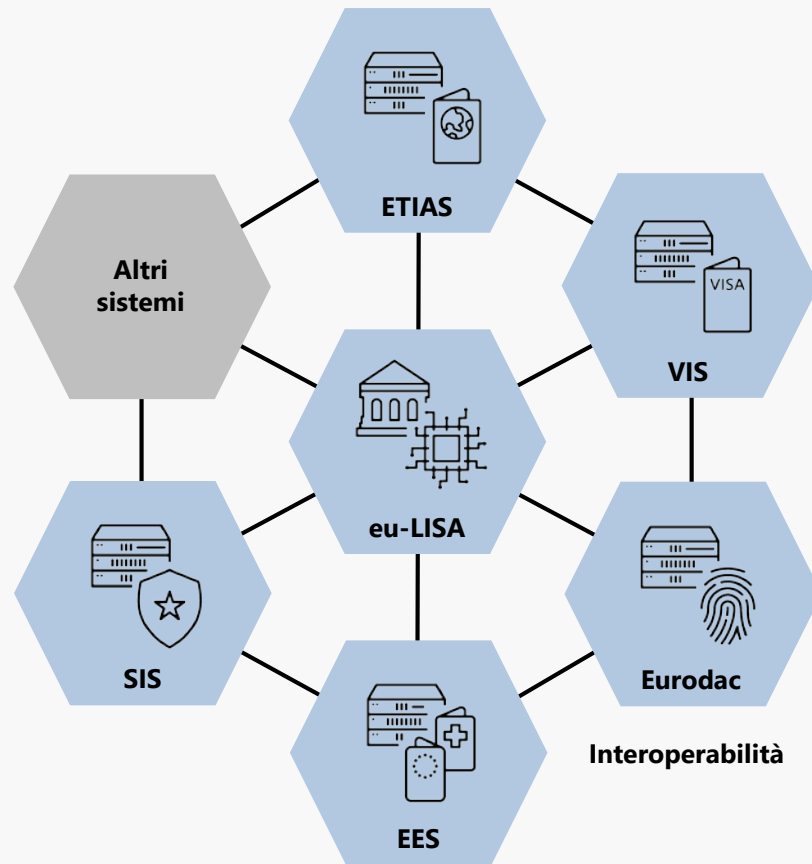 ETIAS
Altri
sistemi
VISA
VIS
eu-LISA
SIS
Eurodac
Interoperabilità
EES